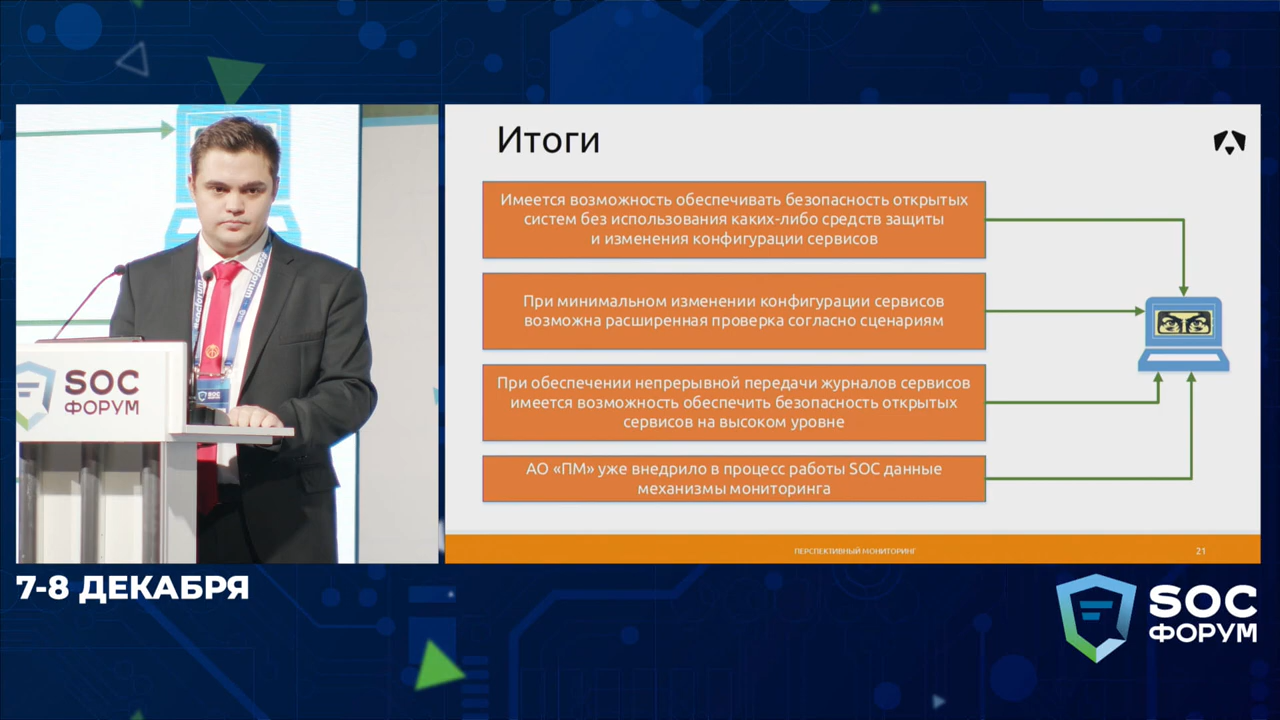 Итоги
Имеется возможность обеспечивать безопасность открытых
систем без использования каких-либо средств защиты
и изменения конфигурации сервисов
При минимальном изменении конфигурации сервисов
возможна расширенная проверка согласно сценариям
При обеспечении непрерывной передачи журналов сервисов
имеется возможность обеспечить безопасность открытых
сервисов на высоком уровне
АО «ПМ» уже внедрило в процесс работы SOC данные
механизмы мониторинга
ПЕРСПЕКТИВНЫЙ МОНИТОРИНГ
21
SOC
ФОРУМ
7-8 ДЕКАБРЯ
SOC
ФОРУМ